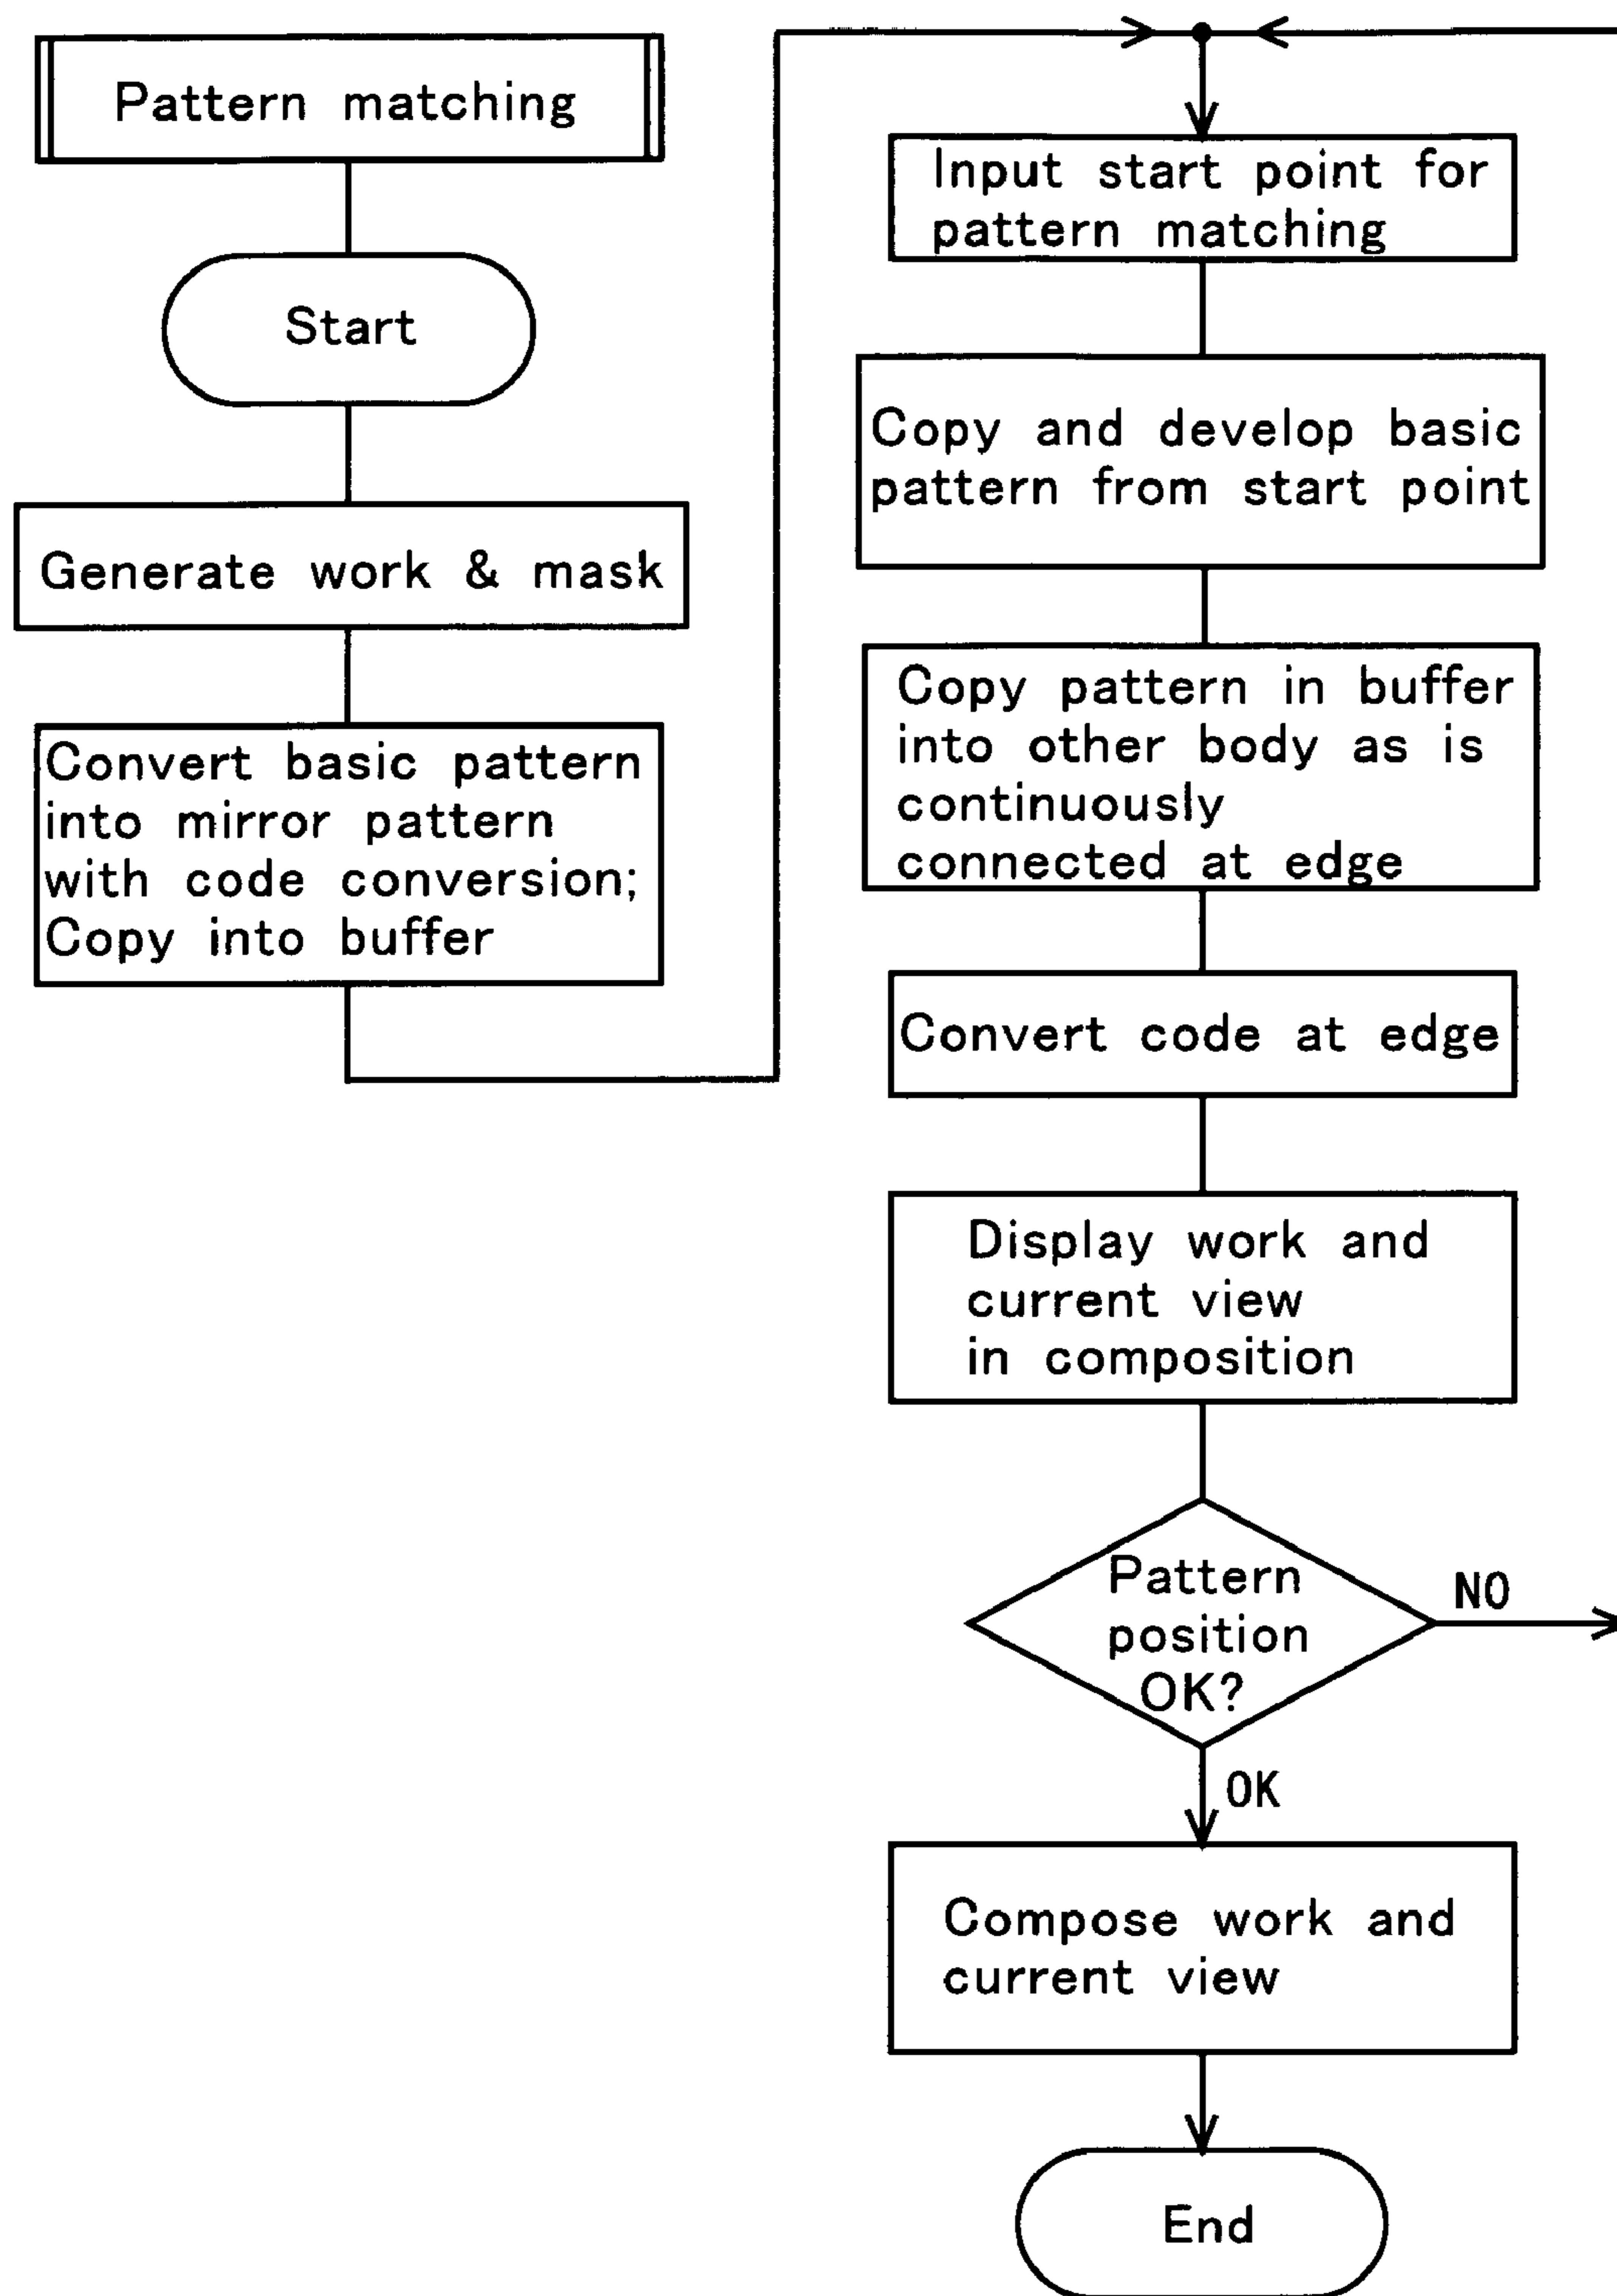 Pattern matching
Start
Generate work & mask
Convert basic pattern
into mirror pattern
with code conversion;
Copy into buffer
Input start point for
pattern matching
Copy and develop basic
pattern from start point
Copy pattern in buffer
into other body as is
continuously
connected at edge
Convert code at edge
Display work and
current view
in composition
Pattern
position
OK?
NO
OK
Compose work and
current view
End